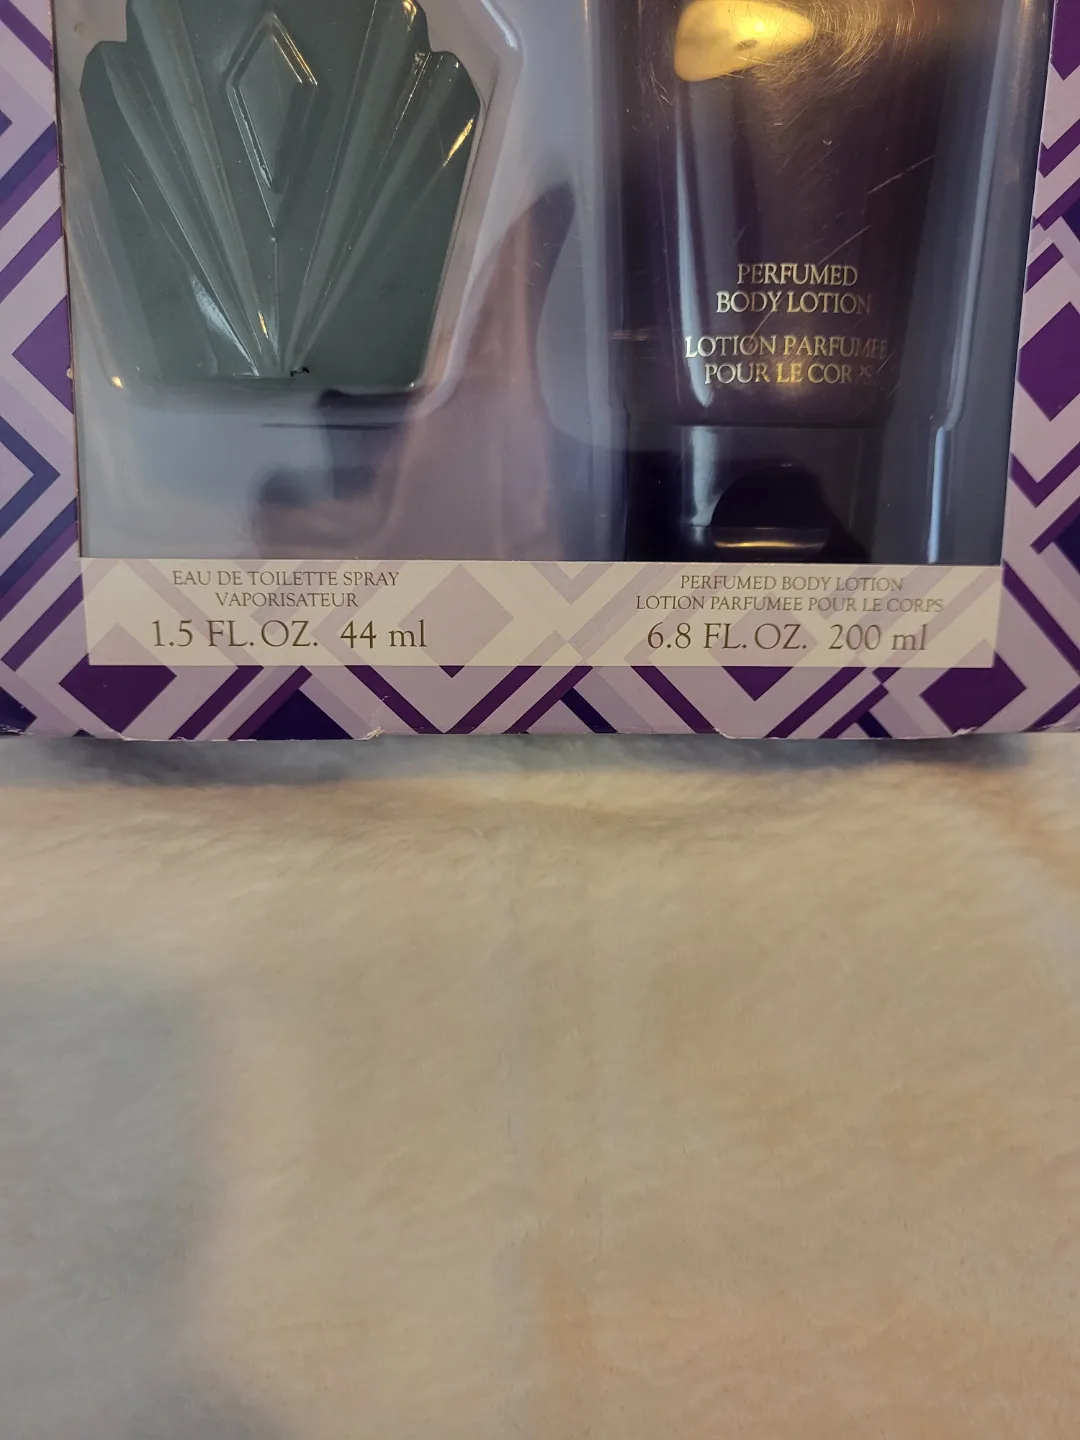 PERFUMED
BODY LOTION
LOTION PARFUMEE
POUR LE CORPS
EAU DE TOILETTE SPRAY
VAPORISATEUR
1.5 FL. OZ. 44 ml
PERFUMED BODY LOTION
LOTION PARFUMEE POUR LE CORPS
6.8 FL. OZ. 200 ml